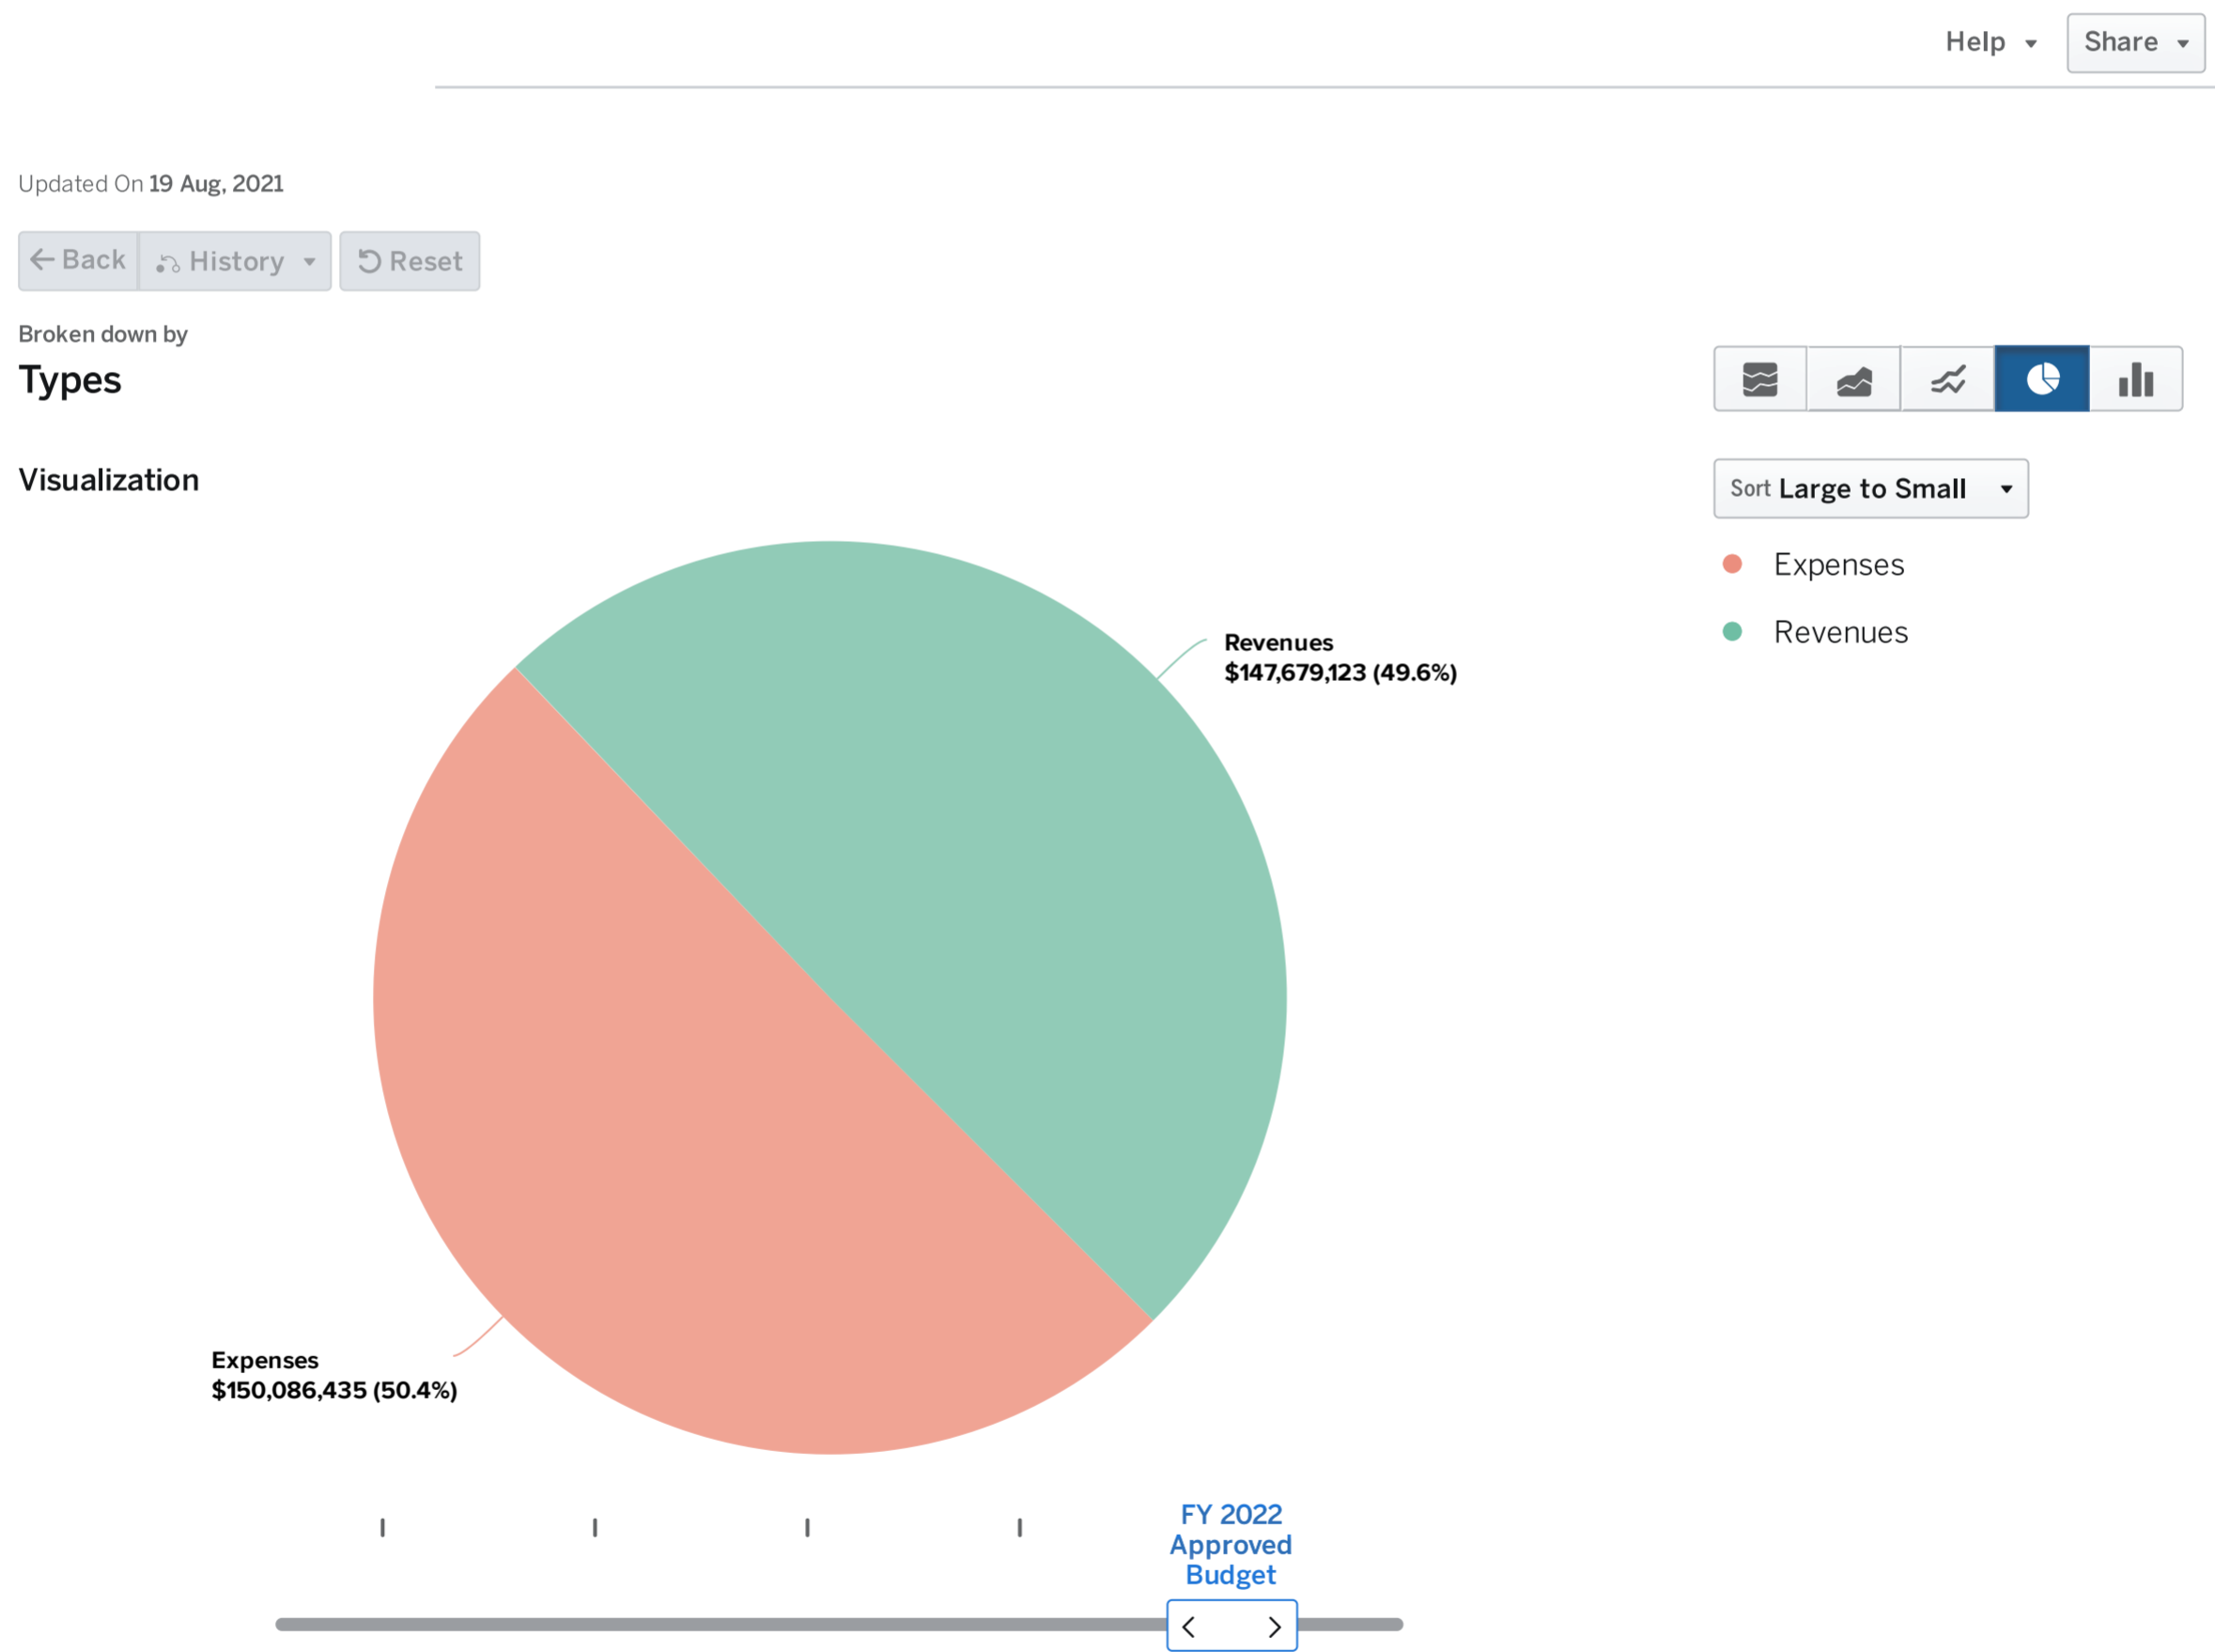 Help
Share
Updated On 19 Aug, 2021
Back
History
Reset
Broken down by
Types
Visualization
Sort Large to Small
Expenses
Revenues
Revenues
$147,679,123 (49.6%)
Expenses
$150,086,435 (50.4%)
FY 2022
Approved
Budget